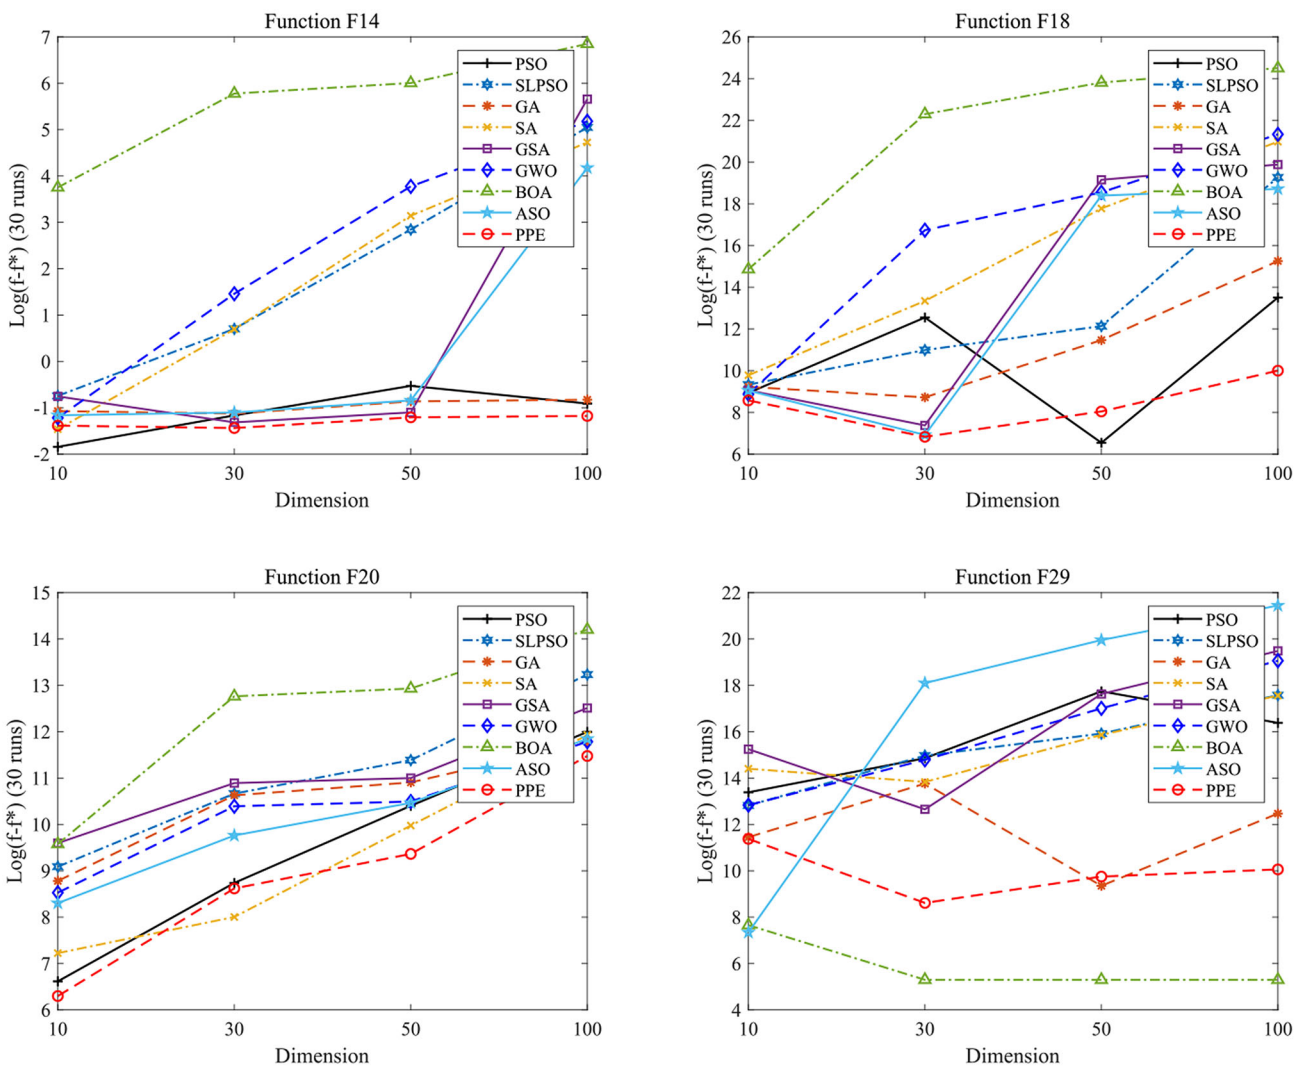 Function F14
7
6
5
4
3
2
1
0
-1
-2
Log(f-f*) (30 runs)
10 30 50 100
Dimension
PSO
SLPSO
GA
SA
GSA
GWO
BOA
ASO
PPE
Function F18
26
24
22
20
18
16
14
12
10
8
6
Log(f-f*) (30 runs)
10 30 50 100
Dimension
PSO
SLPSO
GA
SA
GSA
GWO
BOA
ASO
PPE
Function F20
15
14
13
12
11
10
9
8
7
6
Log(f-f*) (30 runs)
10 30 50 100
Dimension
PSO
SLPSO
GA
SA
GSA
GWO
BOA
ASO
PPE
Function F29
22
20
18
16
14
12
10
8
6
4
Log(f-f*) (30 runs)
10 30 50 100
Dimension
PSO
SLPSO
GA
SA
GSA
GWO
BOA
ASO
PPE